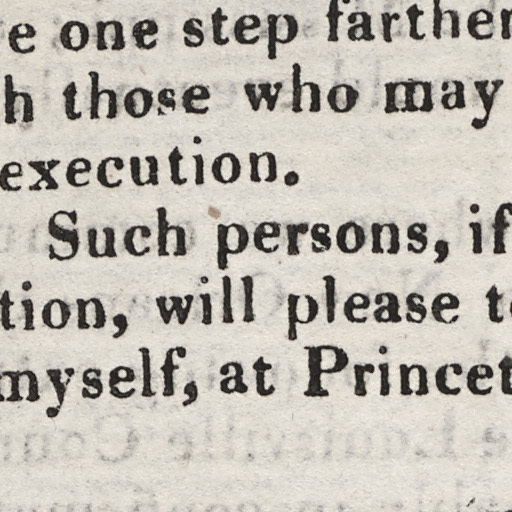 e one step farther
h those who may
execution.
Such persons, if
tion, will please t
myself, at Princet